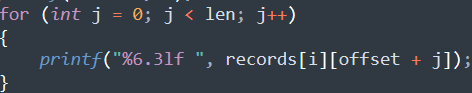 for (int j = 0; j < len; j++)
{
printf("%6.3lf ", records[i][offset + j]);
}